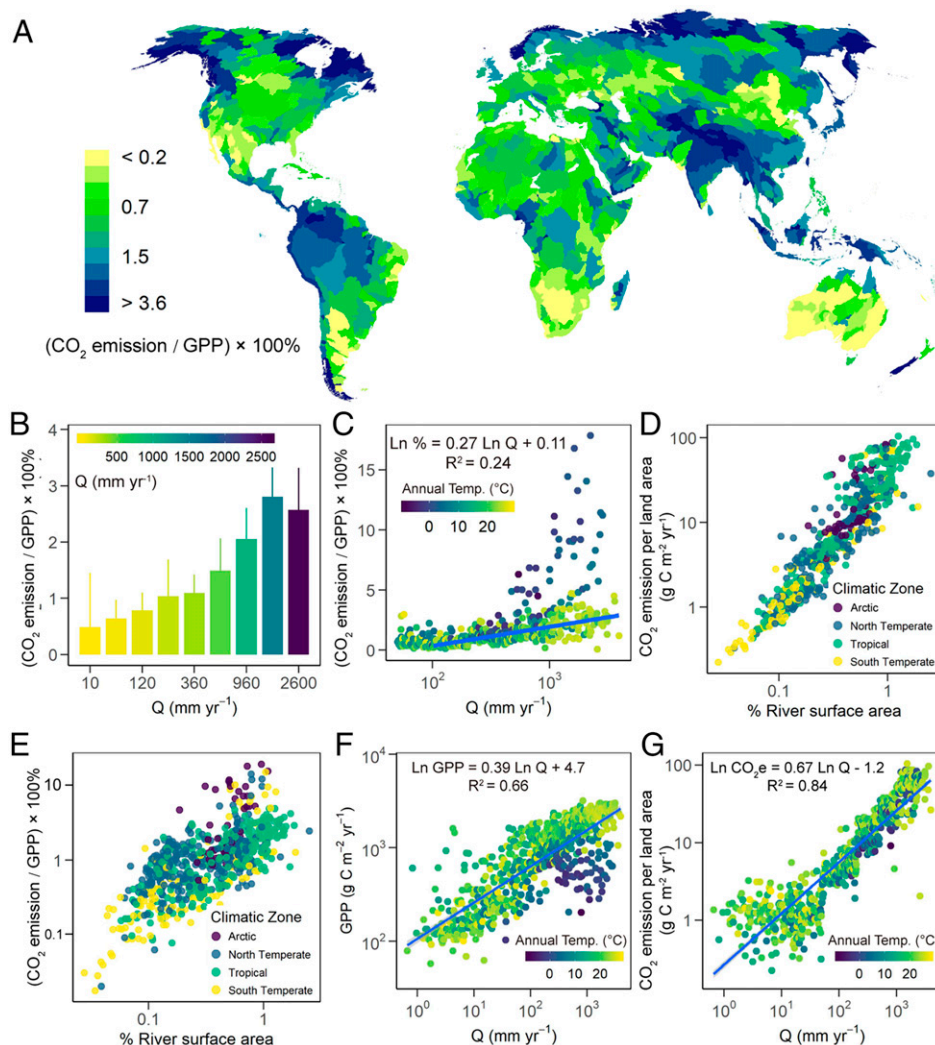 A
< 0.2
0.7
1.5
> 3.6
(CO₂ emission / GPP) × 100%
B
(CO₂ emission / GPP) × 100%
4
3
2
1
0
500 1000 1500 2000 2500
Q (mm yr⁻¹)
10 120 360 960 2600
Q (mm yr⁻¹)
C
(CO₂ emission / GPP) × 100%
15
10
5
0
Ln % = 0.27 Ln Q + 0.11
R² = 0.24
Annual Temp. (°C)
0 10 20
10² 10³
Q (mm yr⁻¹)
D
CO₂ emission per land area
(g C m⁻² yr⁻¹)
100
10
1
Climatic Zone
Arctic
North Temperate
Tropical
South Temperate
0.1 1
% River surface area
E
(CO₂ emission / GPP) × 100%
10
1
0.1
Climatic Zone
Arctic
North Temperate
Tropical
South Temperate
0.1 1
% River surface area
F
GPP (g C m⁻² yr⁻¹)
10⁴
10³
10²
Ln GPP = 0.39 Ln Q + 4.7
R² = 0.66
Annual Temp. (°C)
0 10 20
10⁰ 10¹ 10² 10³
Q (mm yr⁻¹)
G
CO₂ emission per land area
(g C m⁻² yr⁻¹)
100
10
1
Ln CO₂e = 0.67 Ln Q - 1.2
R² = 0.84
Annual Temp. (°C)
0 10 20
10⁰ 10¹ 10² 10³
Q (mm yr⁻¹)